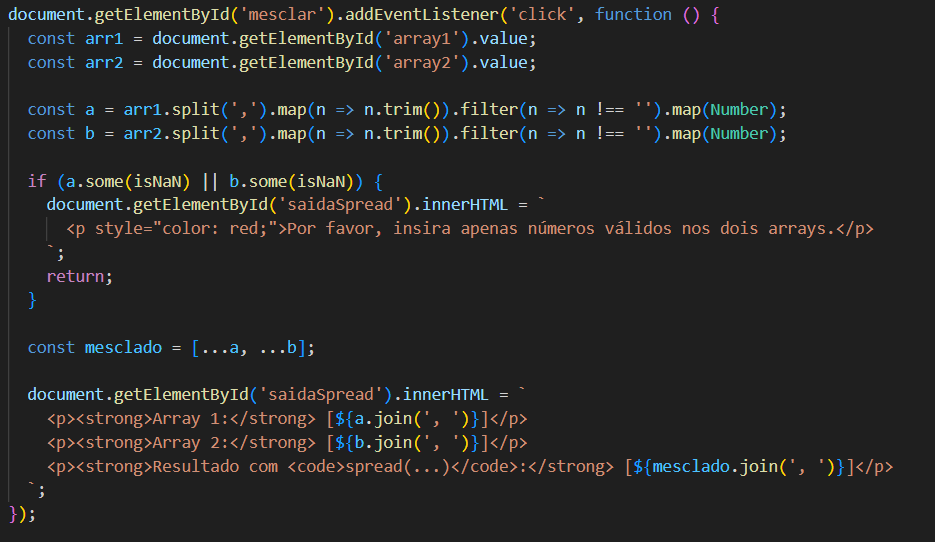 document.getElementById('mesclar').addEventListener('click', function () {
  const arr1 = document.getElementById('array1').value;
  const arr2 = document.getElementById('array2').value;

  const a = arr1.split(',').map(n => n.trim()).filter(n => n !== '').map(Number);
  const b = arr2.split(',').map(n => n.trim()).filter(n => n !== '').map(Number);

  if (a.some(isNaN) || b.some(isNaN)) {
    document.getElementById('saidaSpread').innerHTML = `
      <p style="color: red;">Por favor, insira apenas números válidos nos dois arrays.</p>
    `;
    return;
  }

  const mesclado = [...a, ...b];

  document.getElementById('saidaSpread').innerHTML = `
    <p><strong>Array 1:</strong> [${a.join(', ')}]</p>
    <p><strong>Array 2:</strong> [${b.join(', ')}]</p>
    <p><strong>Resultado com <code>spread(...)</code>:</strong> [${mesclado.join(', ')}]</p>
  `;
});